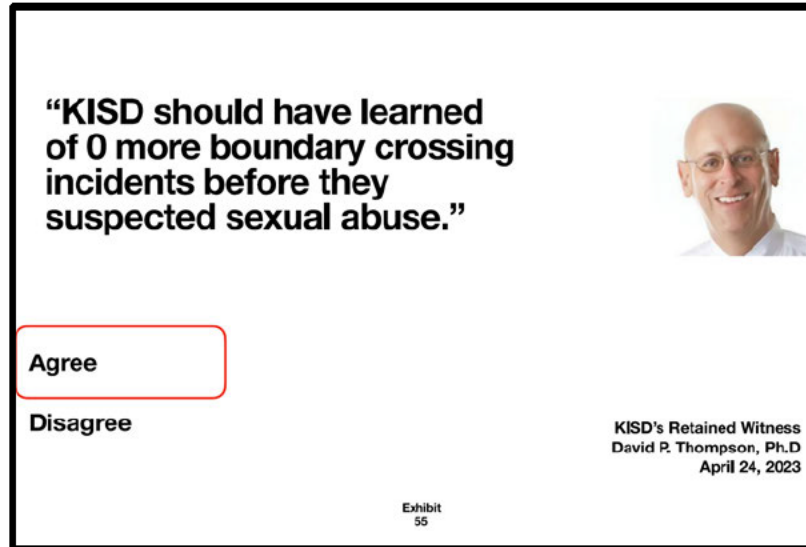 “KISD should have learned
of 0 more boundary crossing
incidents before they
suspected sexual abuse.”
Agree
Disagree
KISD’s Retained Witness
David P. Thompson, Ph.D
April 24, 2023
Exhibit
55